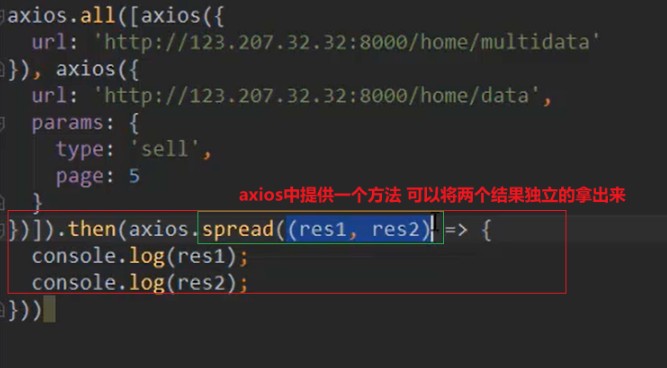 axios.all([axios({
  url: 'http://123.207.32.32:8000/home/multidata'
}), axios({
  url: 'http://123.207.32.32:8000/home/data',
  params: {
    type: 'sell',
    page: 5
  }
axios中提供一个方法 可以将两个结果独立的拿出来
})]).then(axios.spread((res1, res2) => {
  console.log(res1);
  console.log(res2);
}))